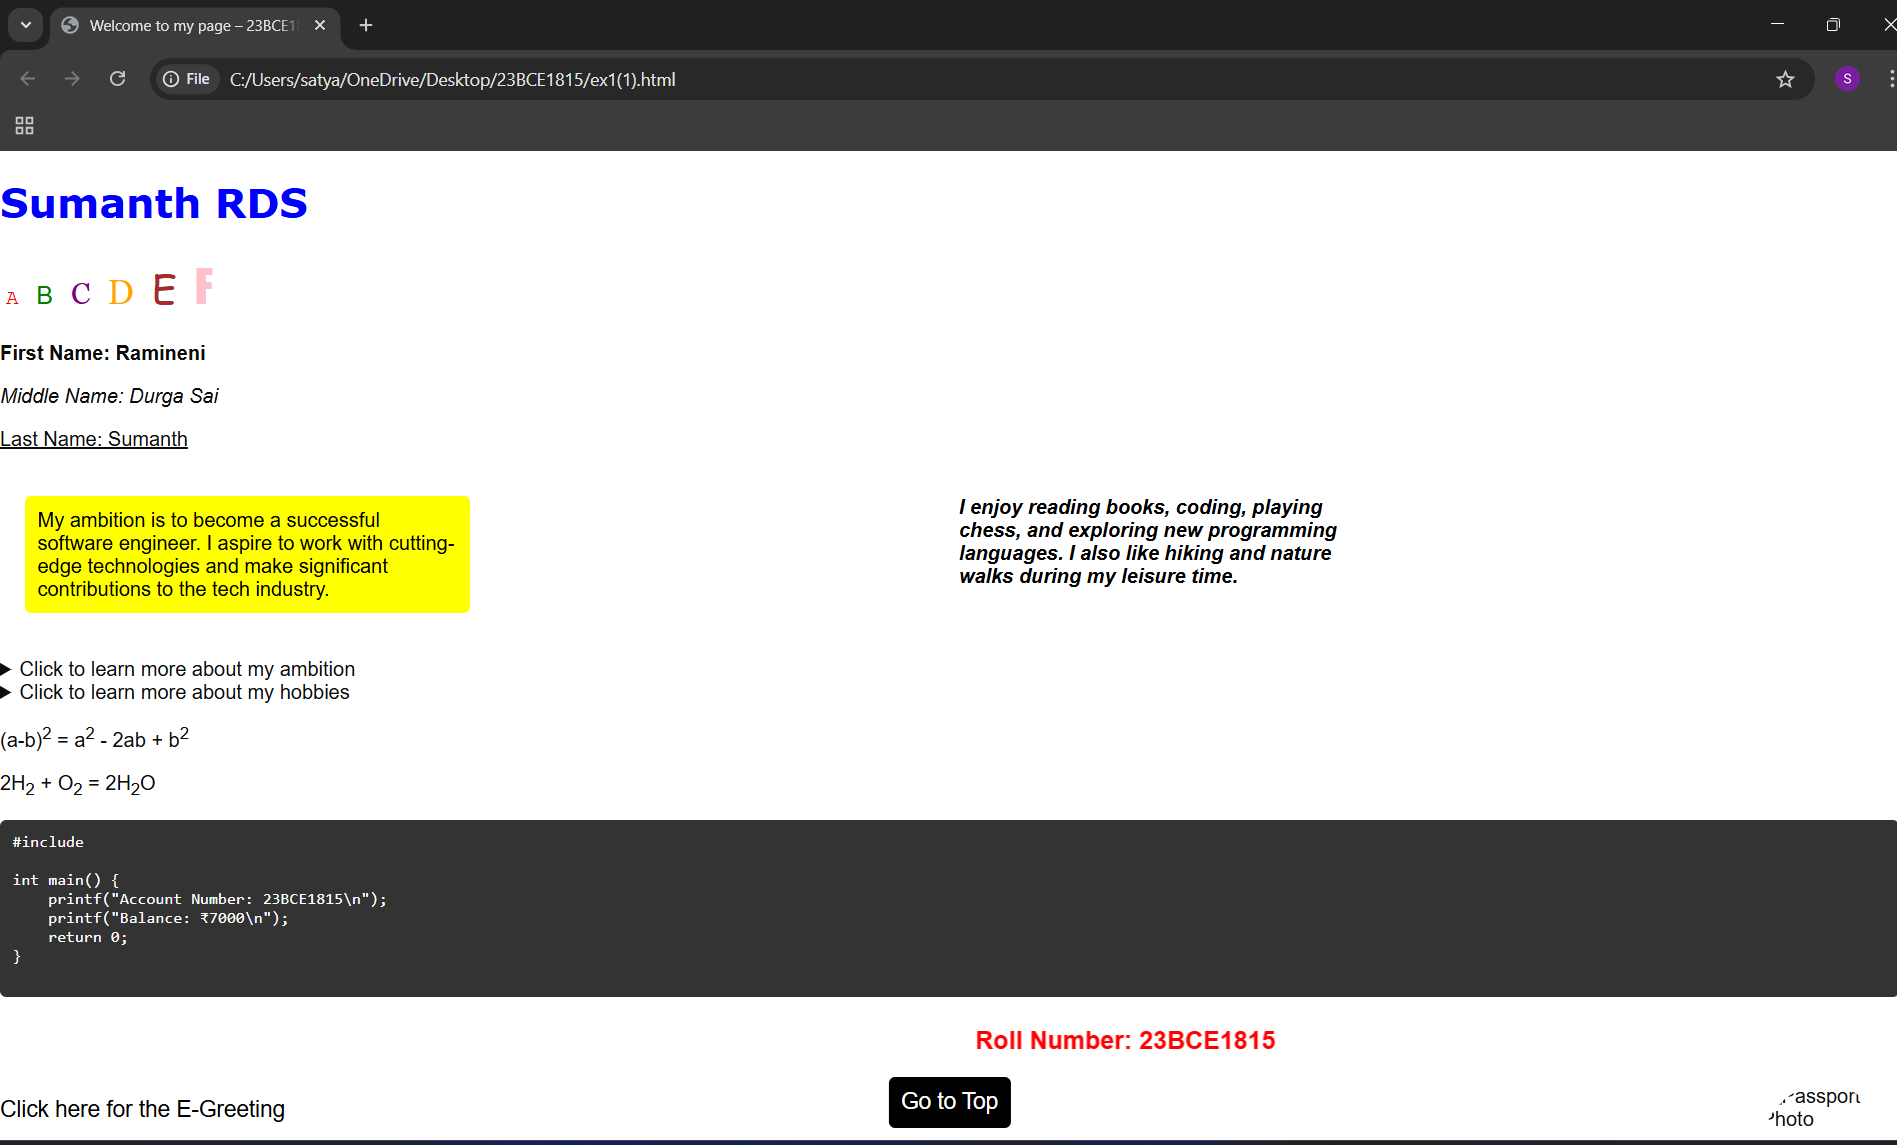 Welcome to my page – 23BCE1
File C:/Users/satya/OneDrive/Desktop/23BCE1815/ex1(1).html
S
Sumanth RDS
A B C D E F
First Name: Ramineni
Middle Name: Durga Sai
Last Name: Sumanth
My ambition is to become a successful
software engineer. I aspire to work with cutting-
edge technologies and make significant
contributions to the tech industry.
I enjoy reading books, coding, playing
chess, and exploring new programming
languages. I also like hiking and nature
walks during my leisure time.
Click to learn more about my ambition
Click to learn more about my hobbies
(a-b)² = a² - 2ab + b²
2H₂ + O₂ = 2H₂O
#include
int main() {
    printf("Account Number: 23BCE1815\n");
    printf("Balance: ₹7000\n");
    return 0;
}
Roll Number: 23BCE1815
Click here for the E-Greeting
Go to Top
Passport
Photo